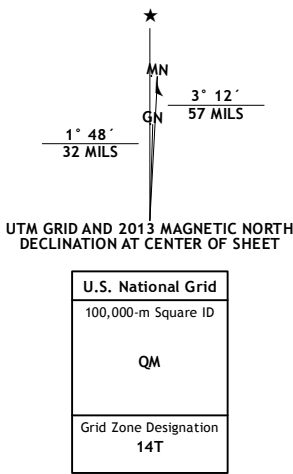 ★
MN
GN
3° 12´
57 MILS
1° 48´
32 MILS
UTM GRID AND 2013 MAGNETIC NORTH
DECLINATION AT CENTER OF SHEET
U.S. National Grid
100,000-m Square ID
QM
Grid Zone Designation
14T